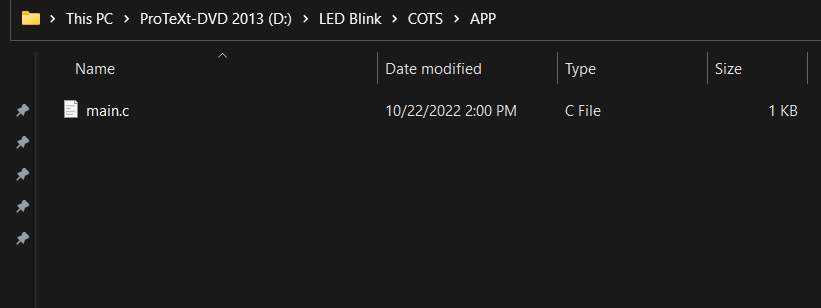 This PC > ProTeXt-DVD 2013 (D:) > LED Blink > COTS > APP
Name Date modified Type Size
main.c 10/22/2022 2:00 PM C File 1 KB